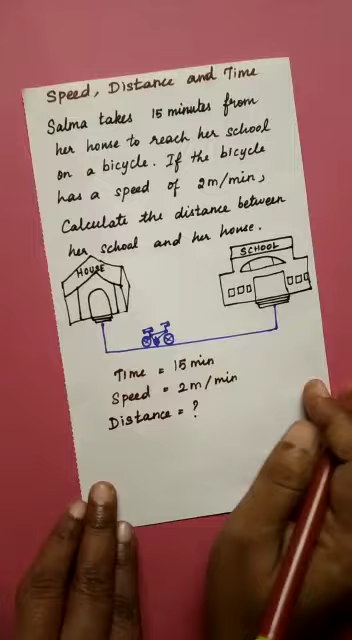 Speed, Distance and Time
Salma takes 15 minutes from
her house to reach her school
on a bicycle. If the bicycle
has a speed of 2m/min,
Calculate the distance between
her school and her house.
HOUSE
SCHOOL
Time = 15 min
Speed = 2m/min
Distance = ?